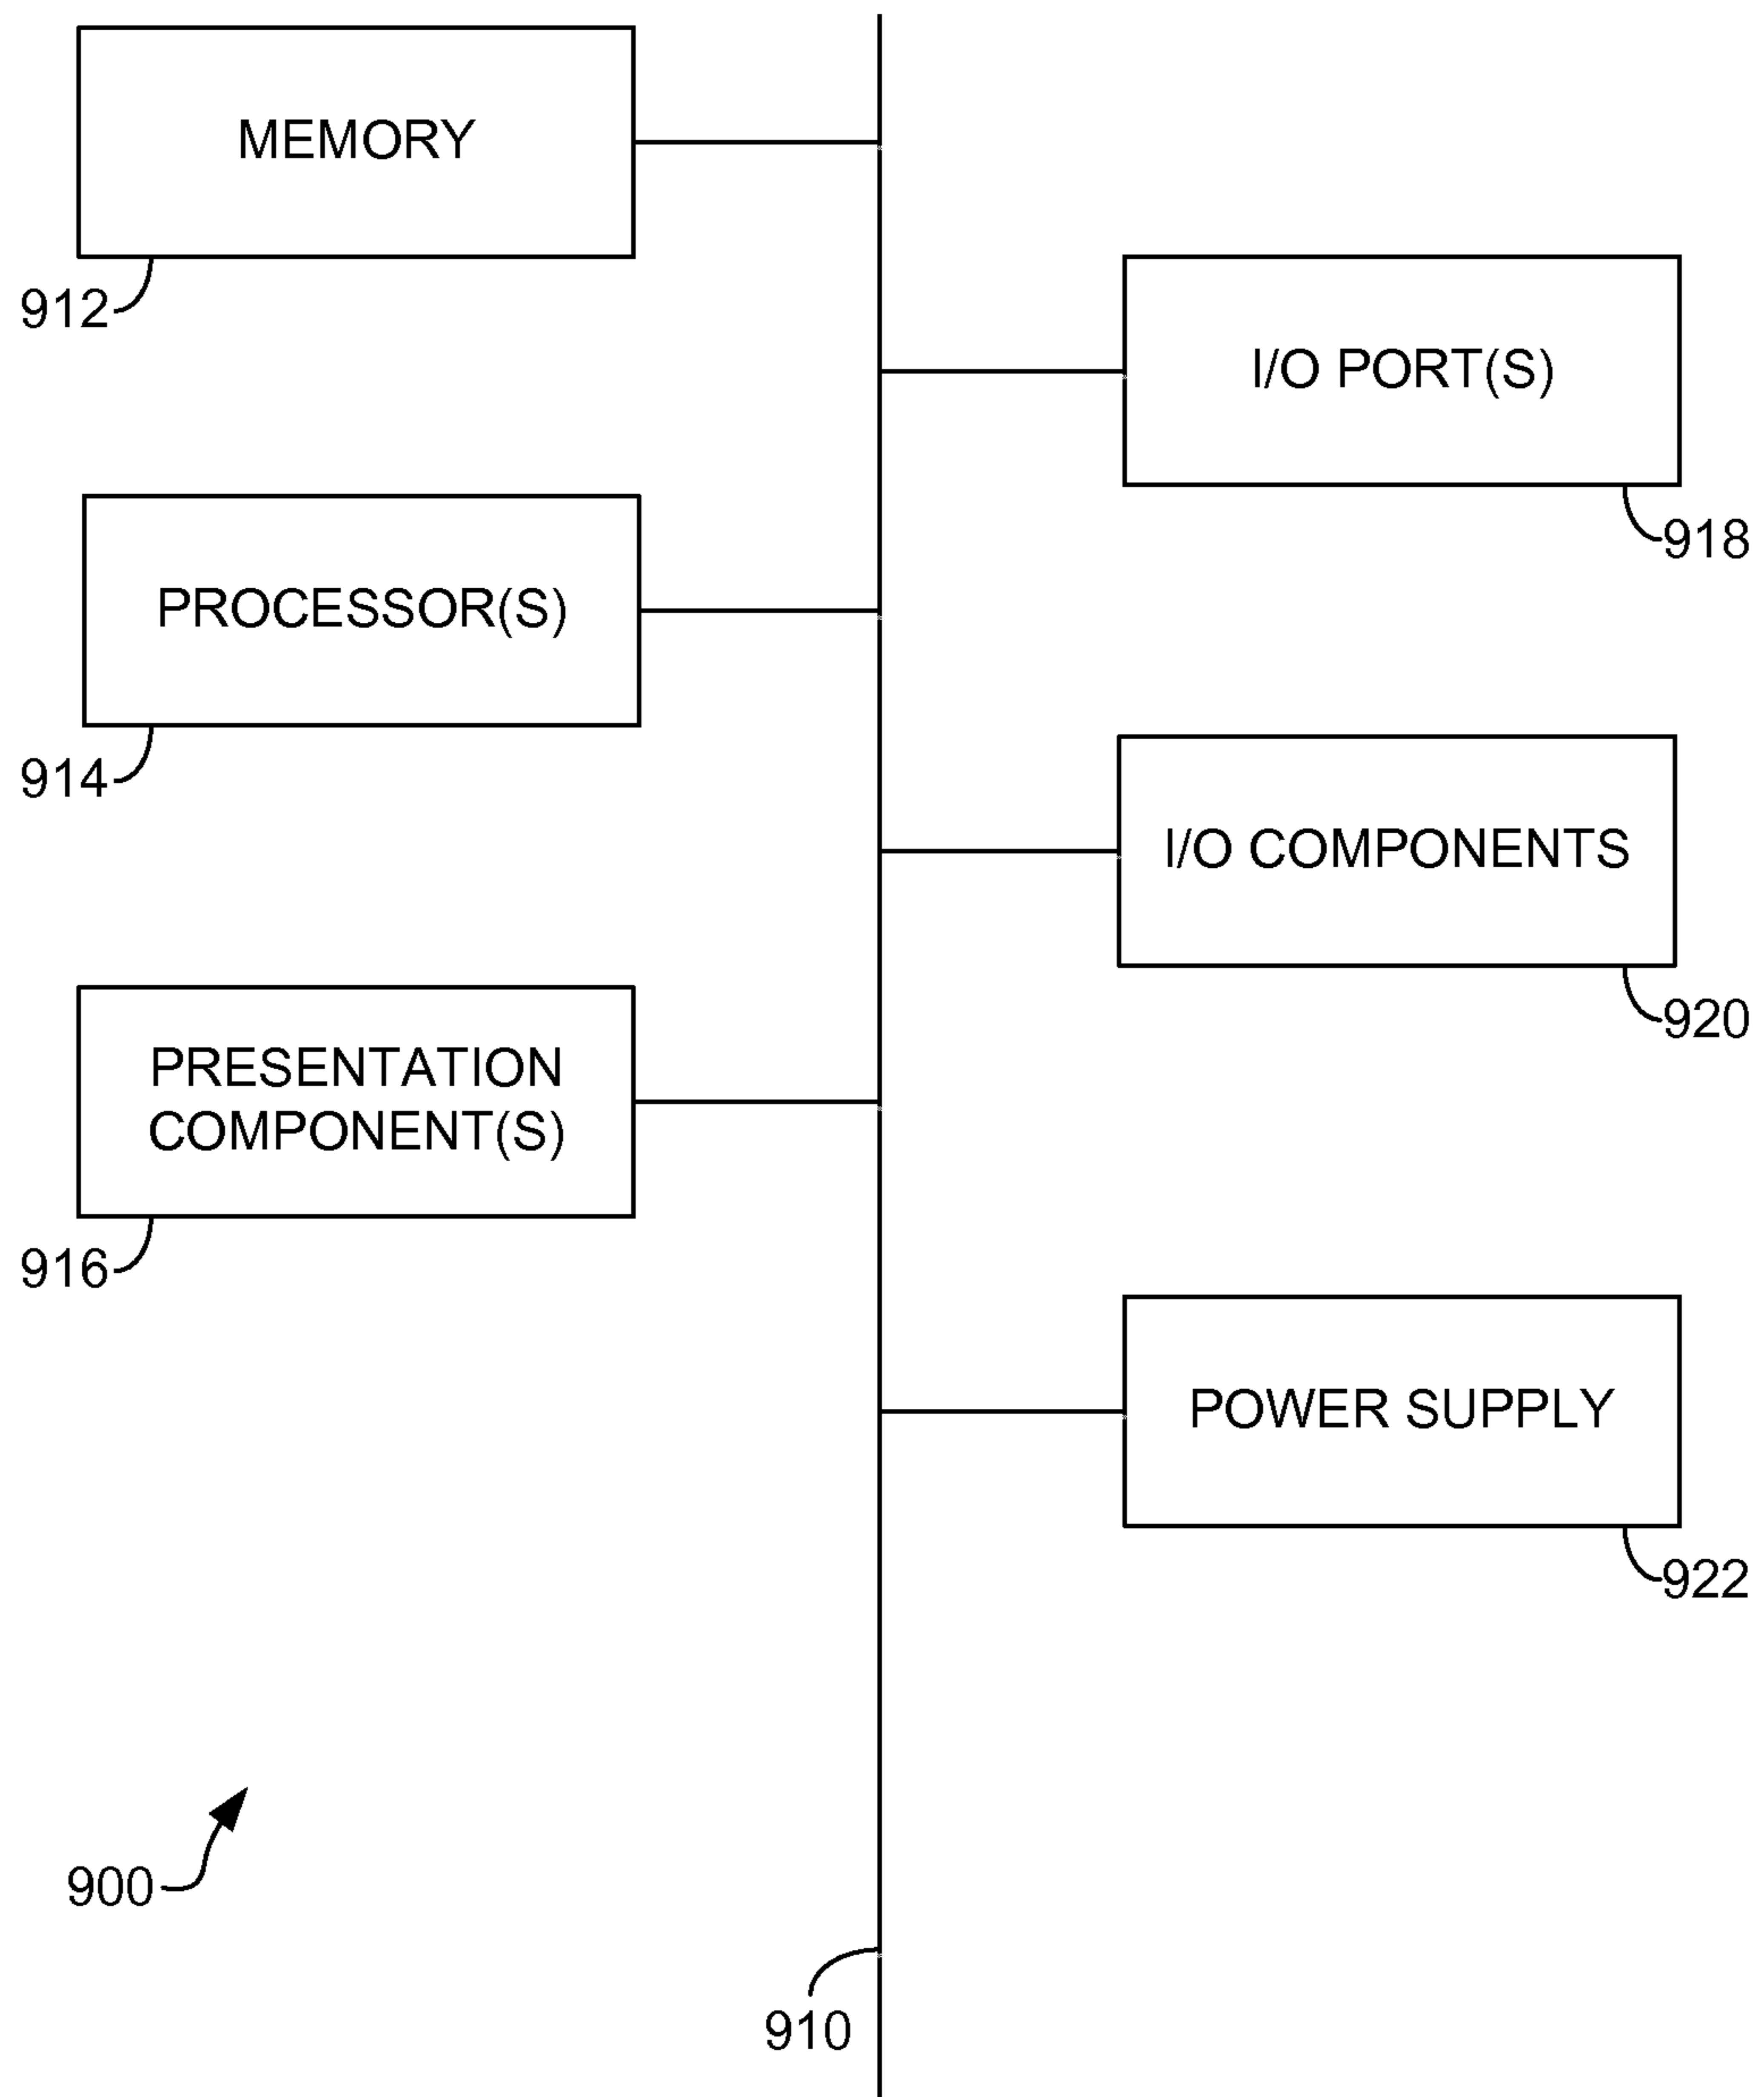 MEMORY
912
I/O PORT(S)
918
PROCESSOR(S)
914
I/O COMPONENTS
920
PRESENTATION
COMPONENT(S)
916
POWER SUPPLY
922
900
910